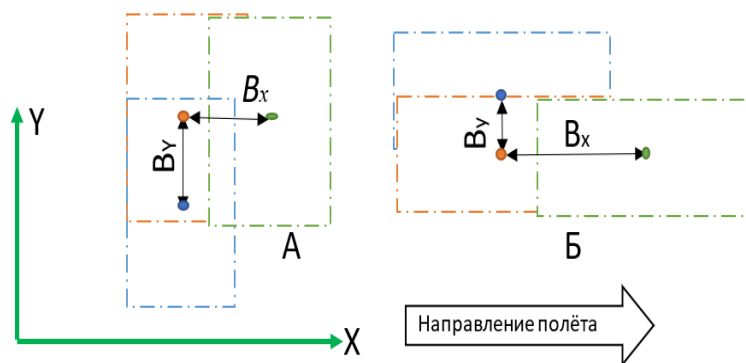 Y
Bx
BY
А
X
By
Bx
Б
Направление полёта